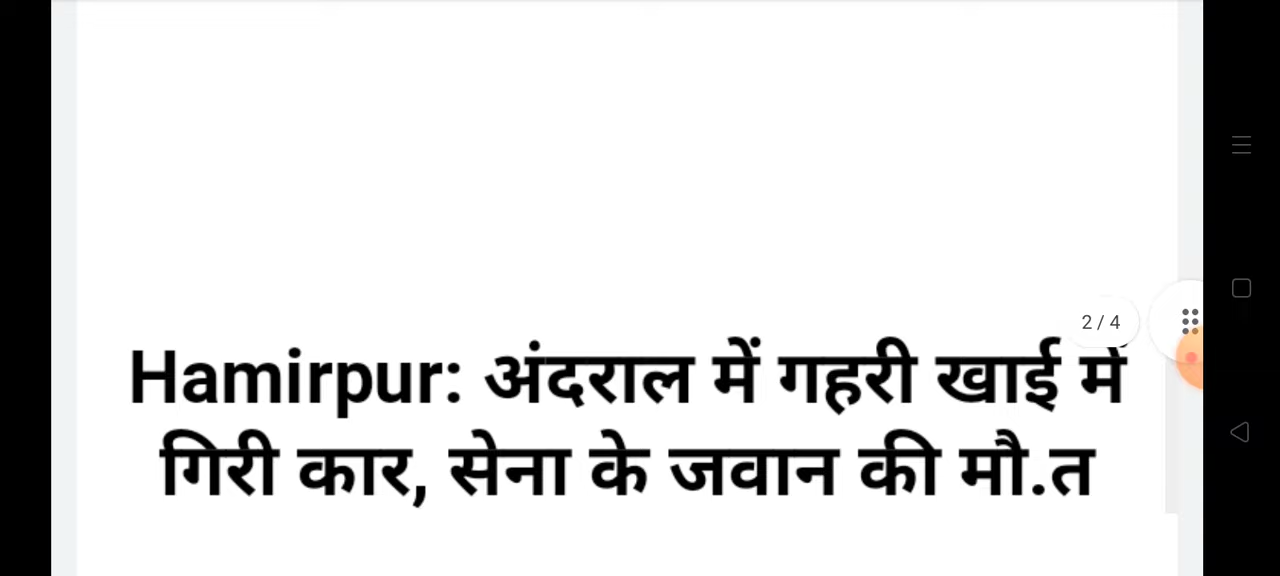 2 / 4
Hamirpur: अंदराल में गहरी खाई में
गिरी कार, सेना के जवान की मौ.त